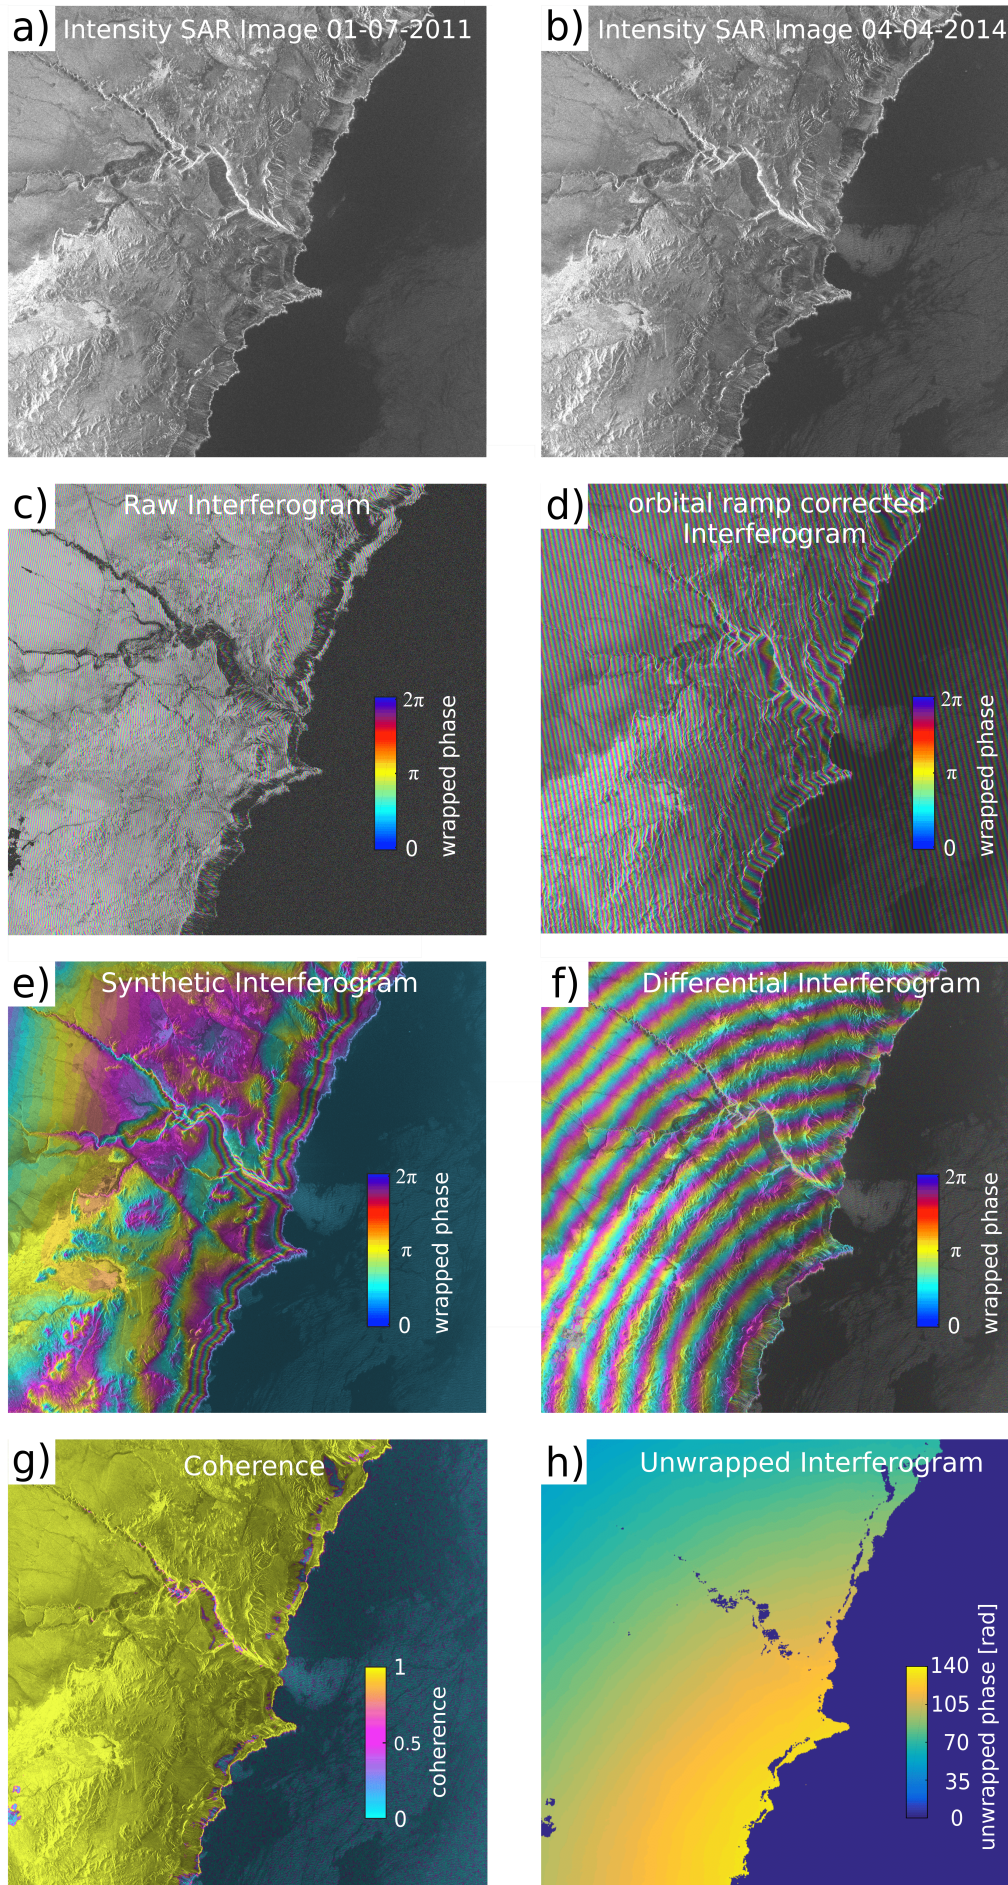 a) Intensity SAR Image 01-07-2011
b) Intensity SAR Image 04-04-2014
c) Raw Interferogram
2π
π
0
wrapped phase
d) orbital ramp corrected
Interferogram
2π
π
0
wrapped phase
e) Synthetic Interferogram
2π
π
0
wrapped phase
f) Differential Interferogram
2π
π
0
wrapped phase
g) Coherence
1
0.5
0
coherence
h) Unwrapped Interferogram
140
105
70
35
0
unwrapped phase [rad]